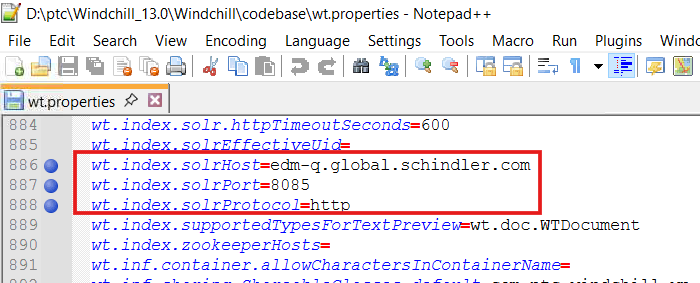 D:\ptc\Windchill_13.0\Windchill\codebase\wt.properties - Notepad++
File Edit Search View Encoding Language Settings Tools Macro Run Plugins Window
wt.properties
884 wt.index.solr.httpTimeoutSeconds=600
885 wt.index.solrEffectiveUid=
886 wt.index.solrHost=edm-q.global.schindler.com
887 wt.index.solrPort=8085
888 wt.index.solrProtocol=http
889 wt.index.supportedTypesForTextPreview=wt.doc.WTDocument
890 wt.index.zookeeperHosts=
891 wt.inf.container.allowCharactersInContainerName=